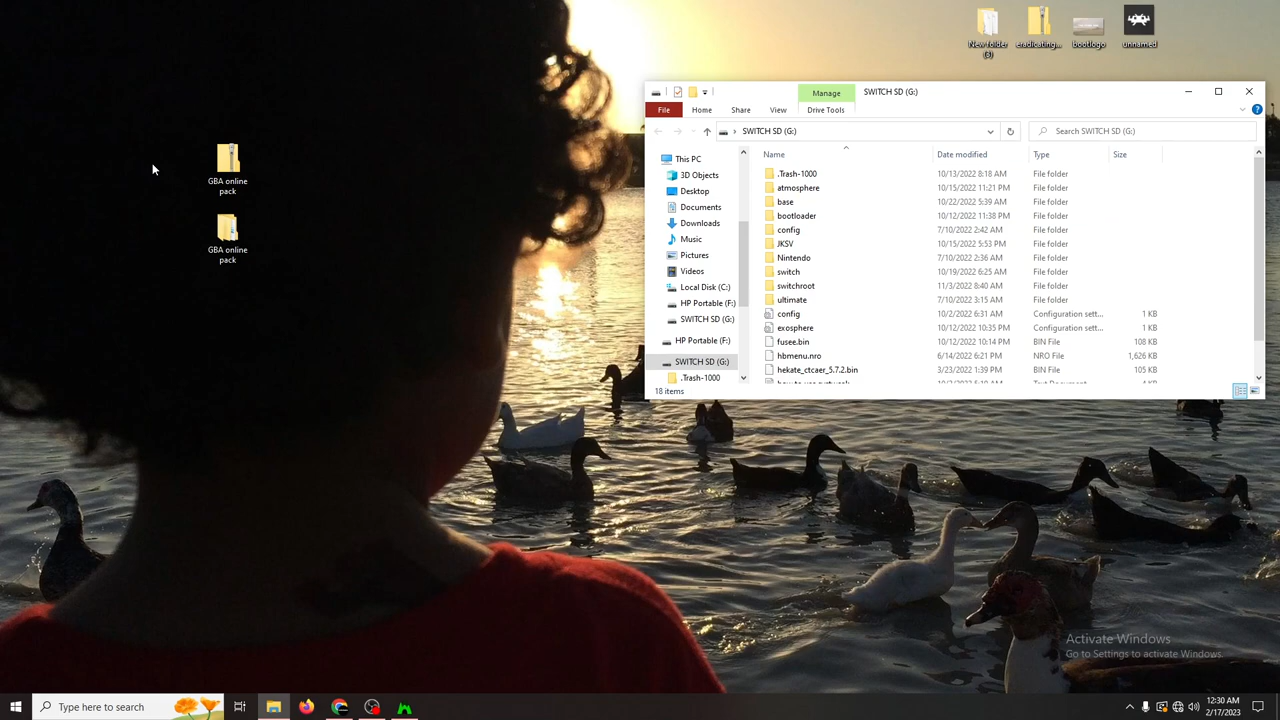 New folder
(3)
eradicating...
bootlogo
unnamed
GBA online
pack
GBA online
pack
Manage
SWITCH SD (G:)
File
Home
Share
View
Drive Tools
SWITCH SD (G:)
Search SWITCH SD (G:)
This PC
3D Objects
Desktop
Documents
Downloads
Music
Pictures
Videos
Local Disk (C:)
HP Portable (F:)
SWITCH SD (G:)
HP Portable (F:)
SWITCH SD (G:)
.Trash-1000
Name
Date modified
Type
Size
.Trash-1000 10/13/2022 8:18 AM File folder
atmosphere 10/15/2022 11:21 PM File folder
base 10/22/2022 5:39 AM File folder
bootloader 10/12/2022 11:38 PM File folder
config 7/10/2022 2:42 AM File folder
JKSV 10/15/2022 5:53 PM File folder
Nintendo 7/10/2022 2:36 AM File folder
switch 10/19/2022 6:25 AM File folder
switchroot 11/3/2022 8:40 AM File folder
ultimate 7/10/2022 3:15 AM File folder
config 10/2/2022 6:31 AM Configuration sett... 1 KB
exosphere 10/12/2022 10:35 PM Configuration sett... 1 KB
fusee.bin 10/12/2022 10:14 PM BIN File 108 KB
hbmenu.nro 6/14/2022 6:21 PM NRO File 1,626 KB
hekate_ctcaer_5.7.2.bin 3/23/2022 1:39 PM BIN File 105 KB
18 items
Activate Windows
Go to Settings to activate Windows.
Type here to search
12:30 AM
2/17/2023